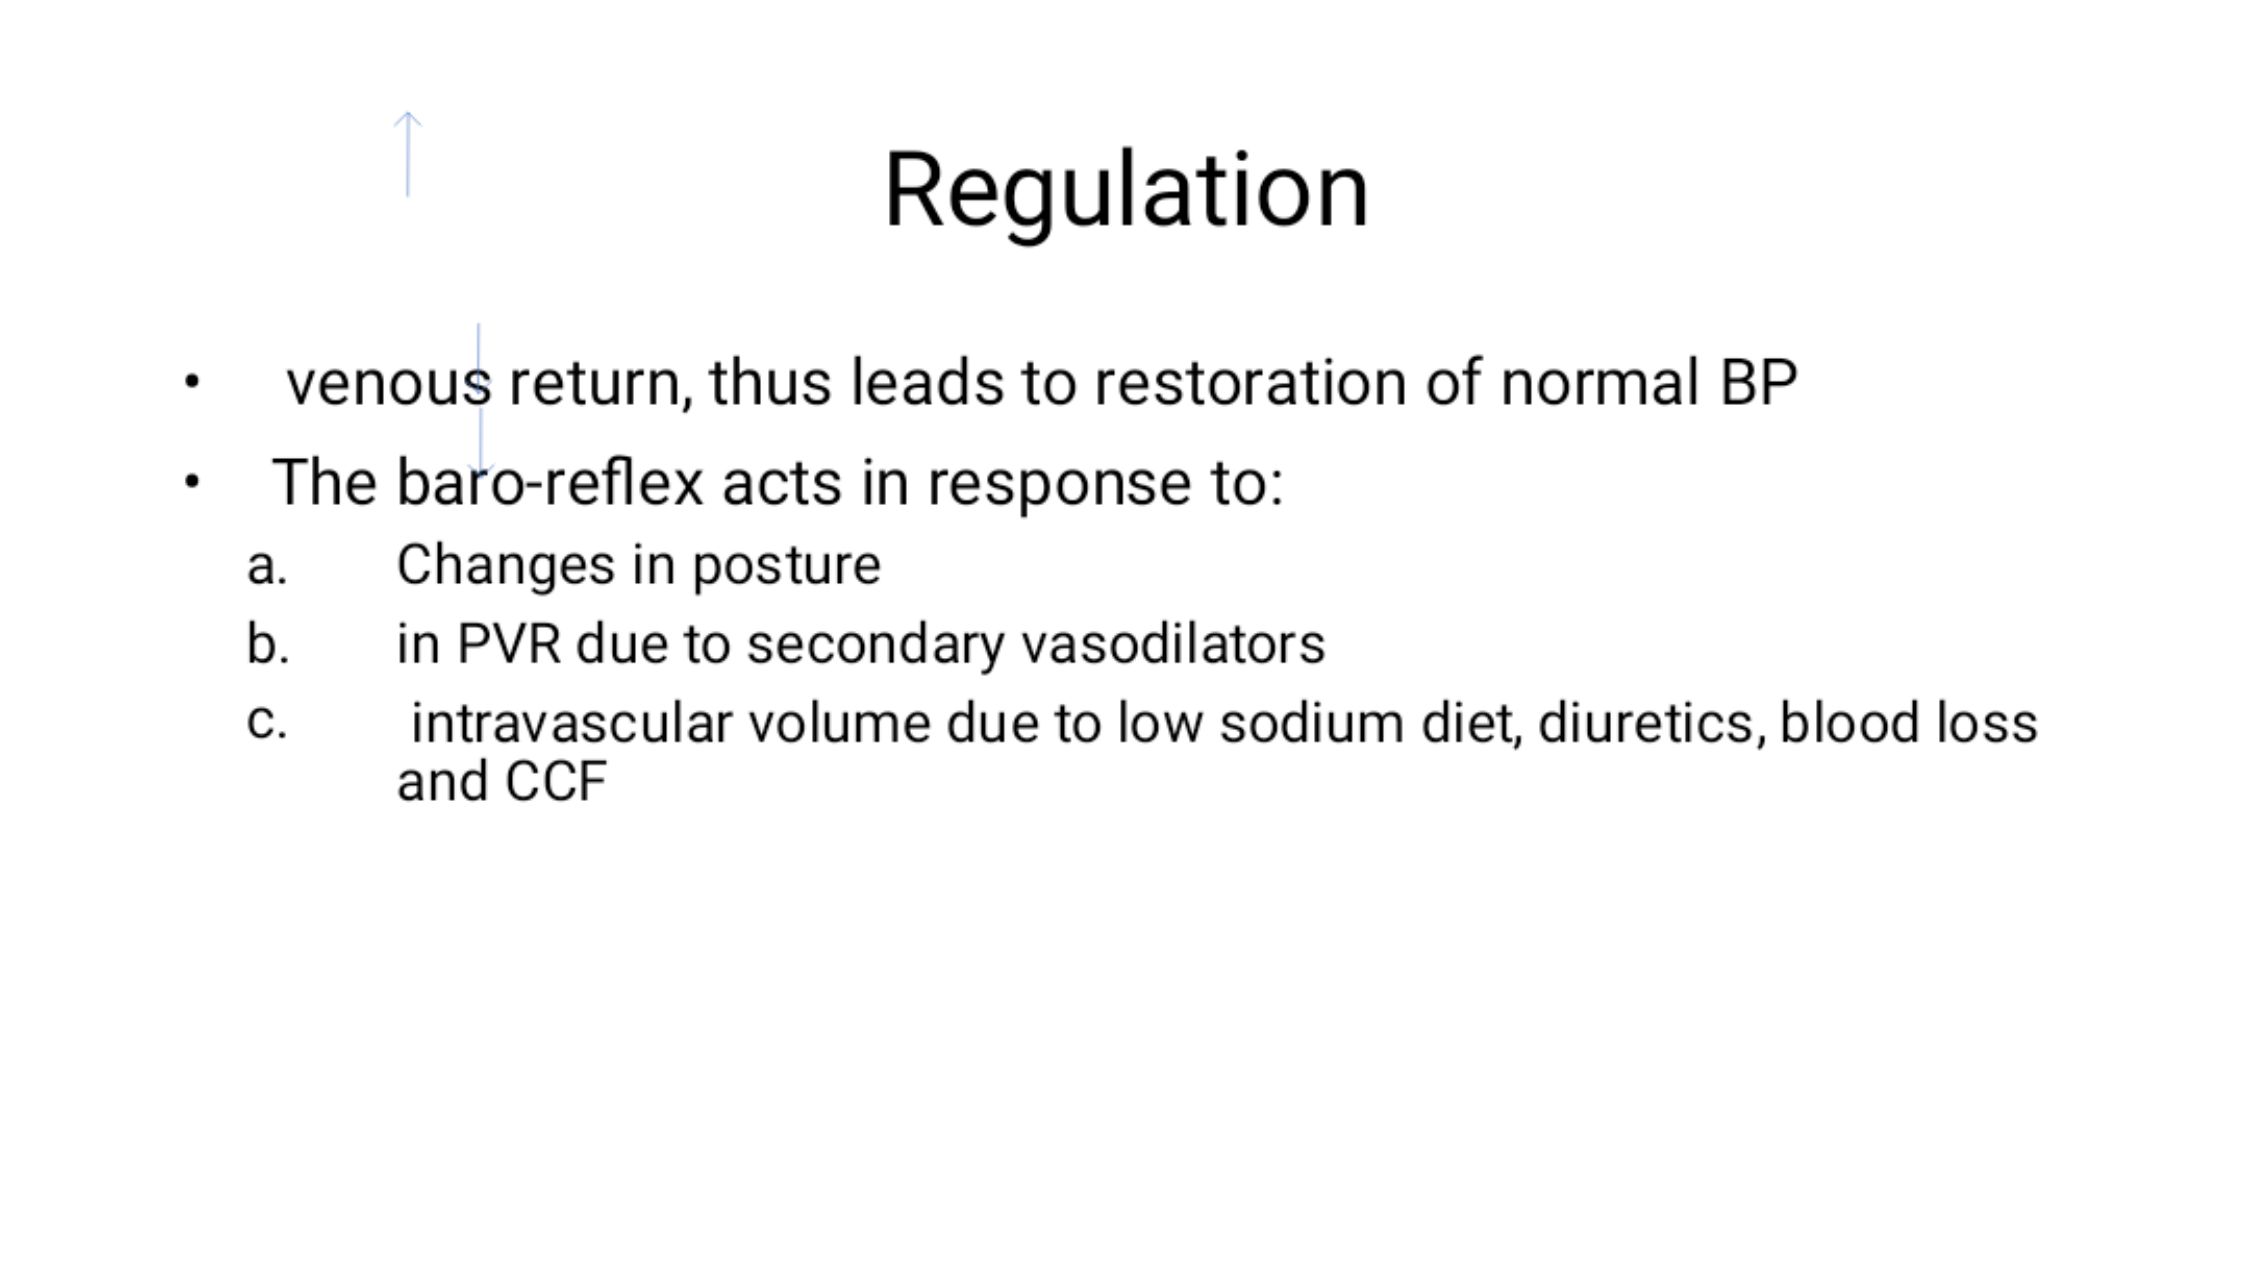 Regulation
• venous return, thus leads to restoration of normal BP
• The baro-reflex acts in response to:
a. Changes in posture
b. in PVR due to secondary vasodilators
c. intravascular volume due to low sodium diet, diuretics, blood loss
and CCF